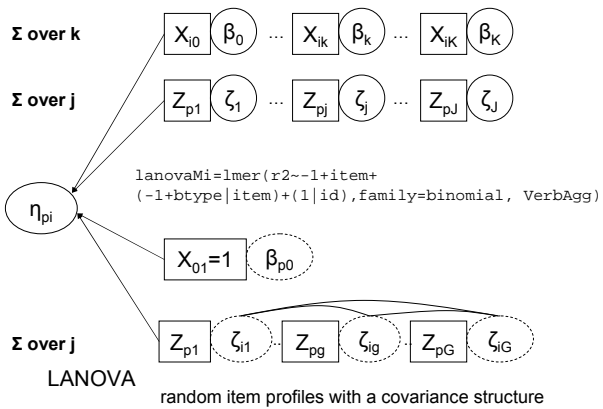 Σ over k X_i0 β_0 ... X_ik β_k ... X_iK β_K
Σ over j Z_p1 ζ_1 ... Z_pj ζ_j ... Z_pJ ζ_J
lanovaMi=lmer(r2~-1+item+
(-1+btype|item)+(1|id),family=binomial, VerbAgg)
η_pi
X_01=1 β_p0
Σ over j Z_p1 ζ_i1 ... Z_pg ζ_ig ... Z_pG ζ_iG
LANOVA
random item profiles with a covariance structure